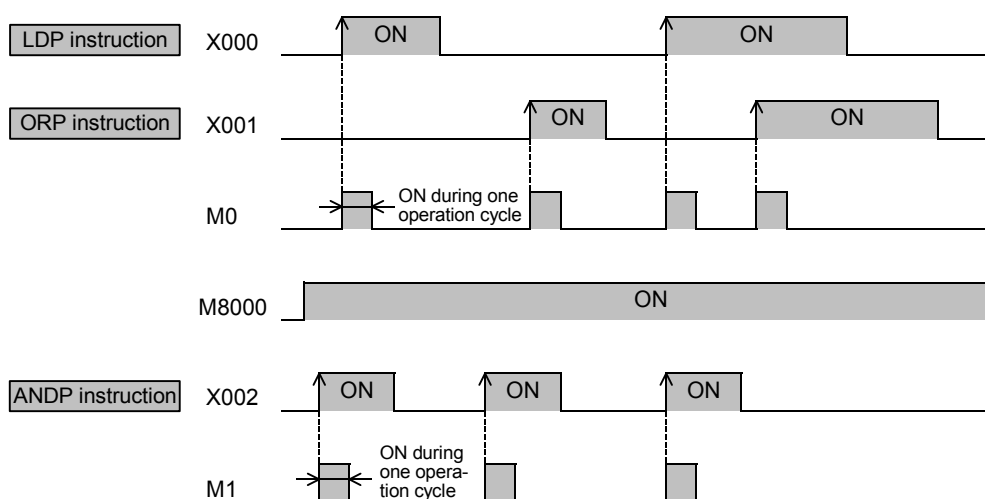 LDP instruction X000 ON ON
ORP instruction X001 ON ON
M0 ON during one
operation cycle
M8000 ON
ANDP instruction X002 ON ON ON
M1 ON during
one opera-
tion cycle